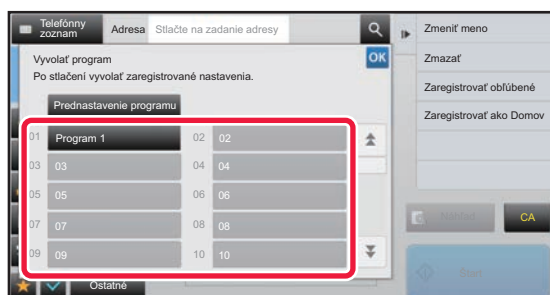 Telefónny zoznam
Adresa
Stlačte na zadanie adresy
Vyvolať program
OK
Po stlačení vyvolať zaregistrované nastavenia.
Prednastavenie programu
01 Program 1 02 02
03 03 04 04
05 05 06 06
07 07 08 08
09 09 10 10
Ostatné
Zmeniť meno
Zmazať
Zaregistrovať obľúbené
Zaregistrovať ako Domov
CA
Start